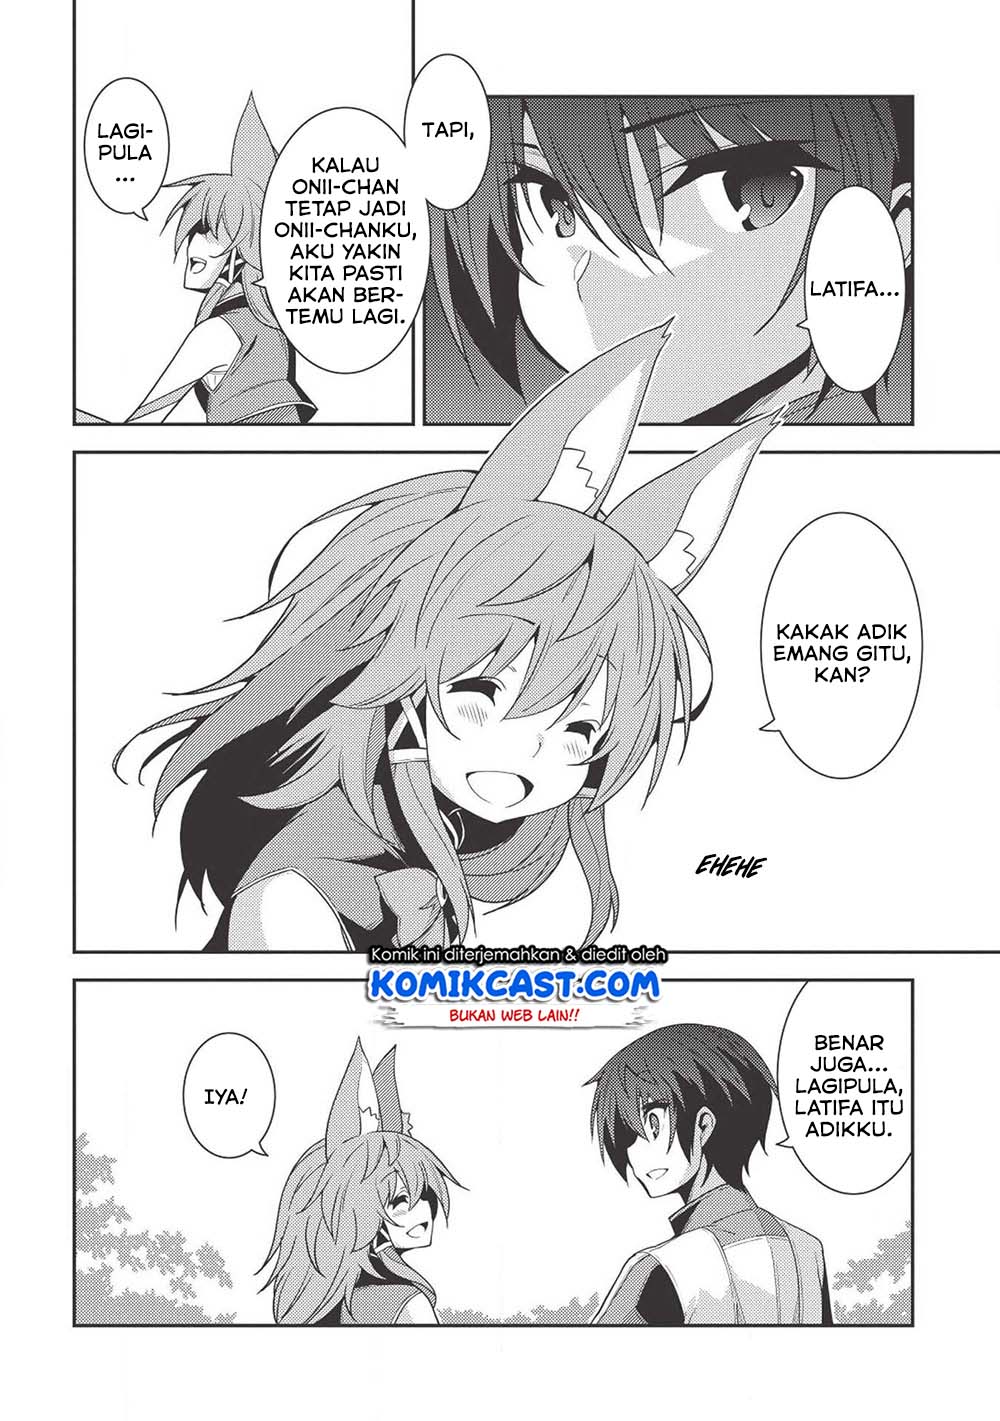 LATIFA...
TAPI,
KALAU
ONII-CHAN
TETAP JADI
ONII-CHANKU,
AKU YAKIN
KITA PASTI
AKAN BER-
TEMU LAGI.
LAGI-
PULA
...
KAKAK ADIK
EMANG GITU,
KAN?
EHEHE
Komik ini diterjemahkan & diedit oleh
KOMIKCAST.COM
BUKAN WEB LAIN!!
BENAR
JUGA...
LAGIPULA,
LATIFA ITU
ADIKKU.
IYA!